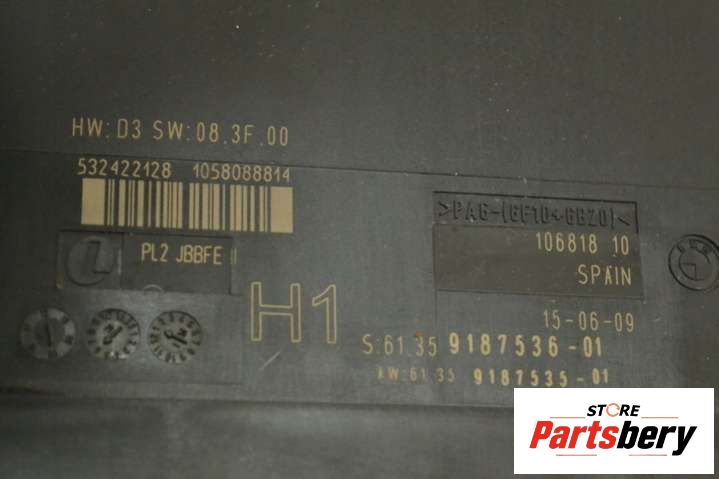 HW: D3 SW: 08.3F.00
532422128 1058088814
>PA6-(GF10+GB20)<
PL2 JBBFE
106818 10
SPAIN
H1
15-06-09
S:61.35 9187536-01
HW:61.35 9187535-01
STORE
Partsbery